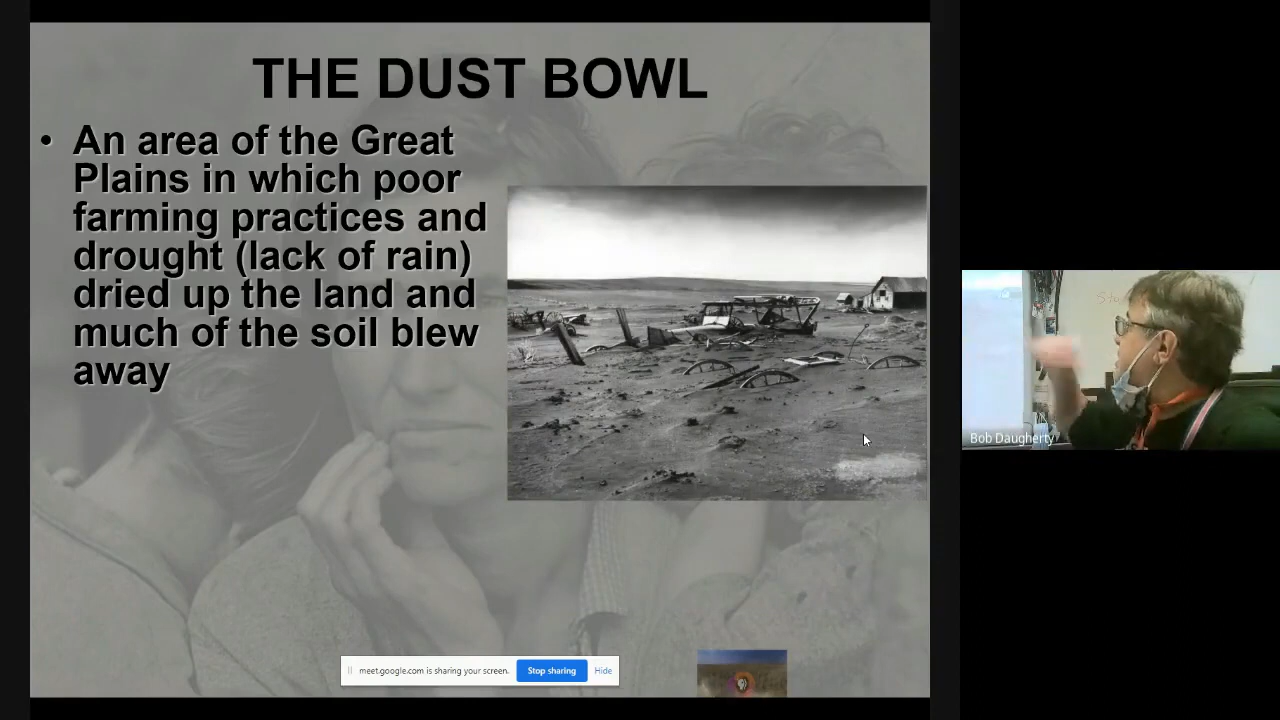 THE DUST BOWL
• An area of the Great
Plains in which poor
farming practices and
drought (lack of rain)
dried up the land and
much of the soil blew
away
Bob Daugherty
meet.google.com is sharing your screen.
Stop sharing
Hide